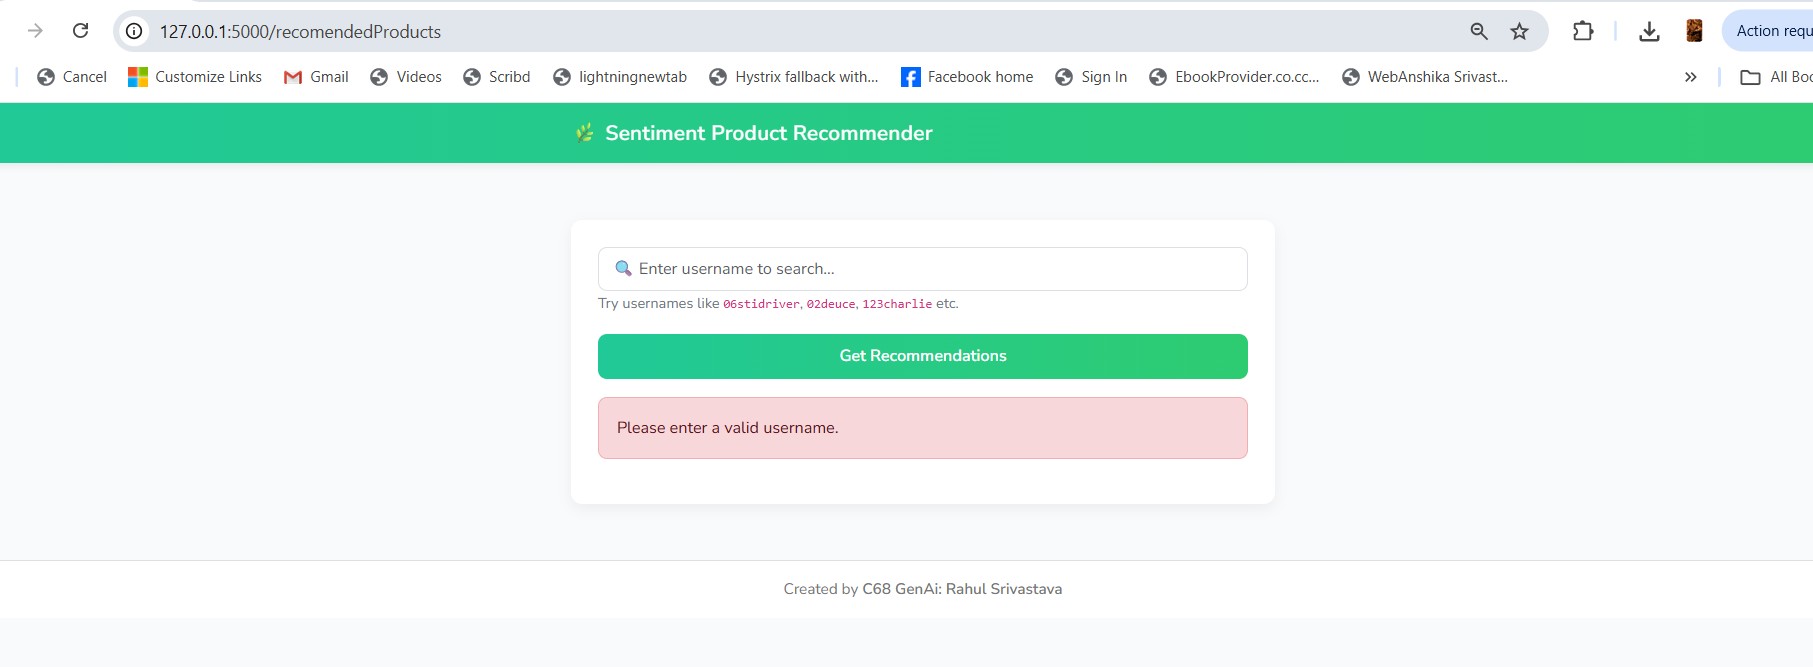 127.0.0.1:5000/recomendedProducts
Action requ
Cancel Customize Links Gmail Videos Scribd lightningnewtab Hystrix fallback with... Facebook home Sign In EbookProvider.co.cc... WebAnshika Srivast... » All Boo
Sentiment Product Recommender
Enter username to search...
Try usernames like 06stidriver, 02deuce, 123charlie etc.
Get Recommendations
Please enter a valid username.
Created by C68 GenAi: Rahul Srivastava